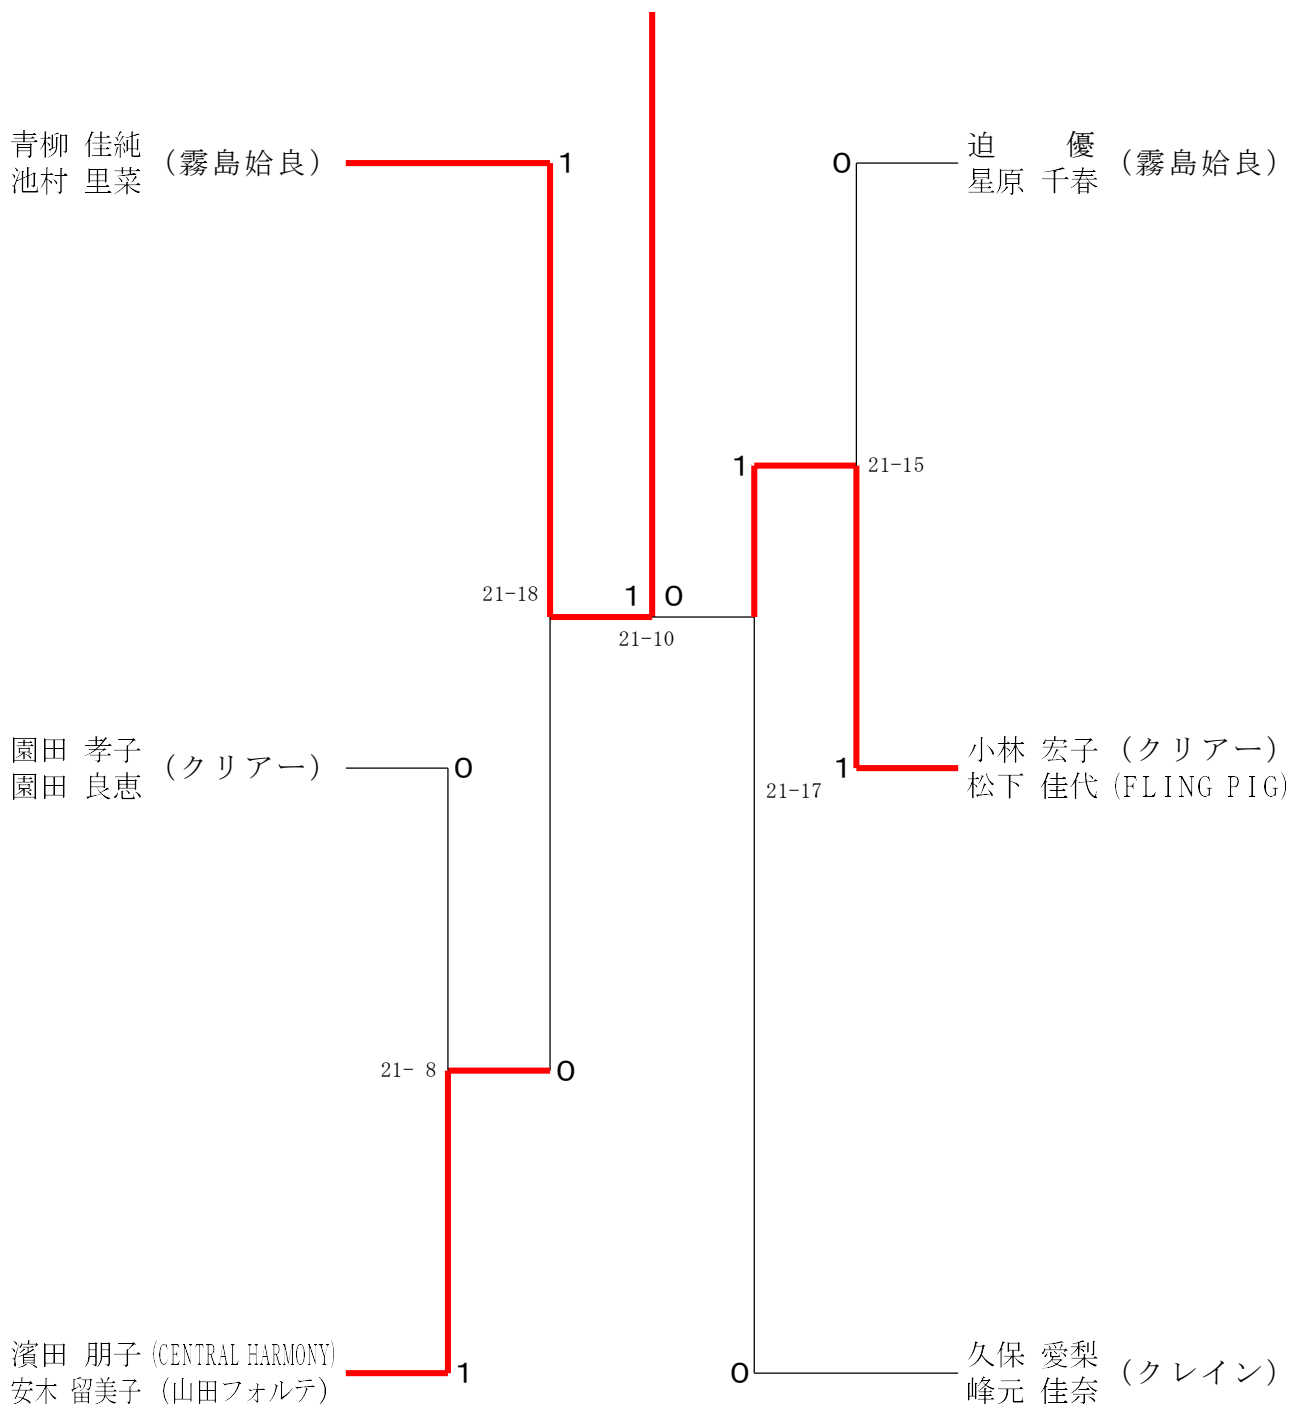 青柳 佳純
池村 里菜
(霧島姶良)
1
0
迫 優
星原 千春
(霧島姶良)
1
21-15
21-18
1
0
21-10
園田 孝子
園田 良恵
(クリアー)
0
1
小林 宏子 (クリアー)
松下 佳代 (FLING PIG)
21-17
21- 8
0
濱田 朋子 (CENTRAL HARMONY)
安木 留美子 (山田フォルテ)
1
0
久保 愛梨
峰元 佳奈
(クレイン)